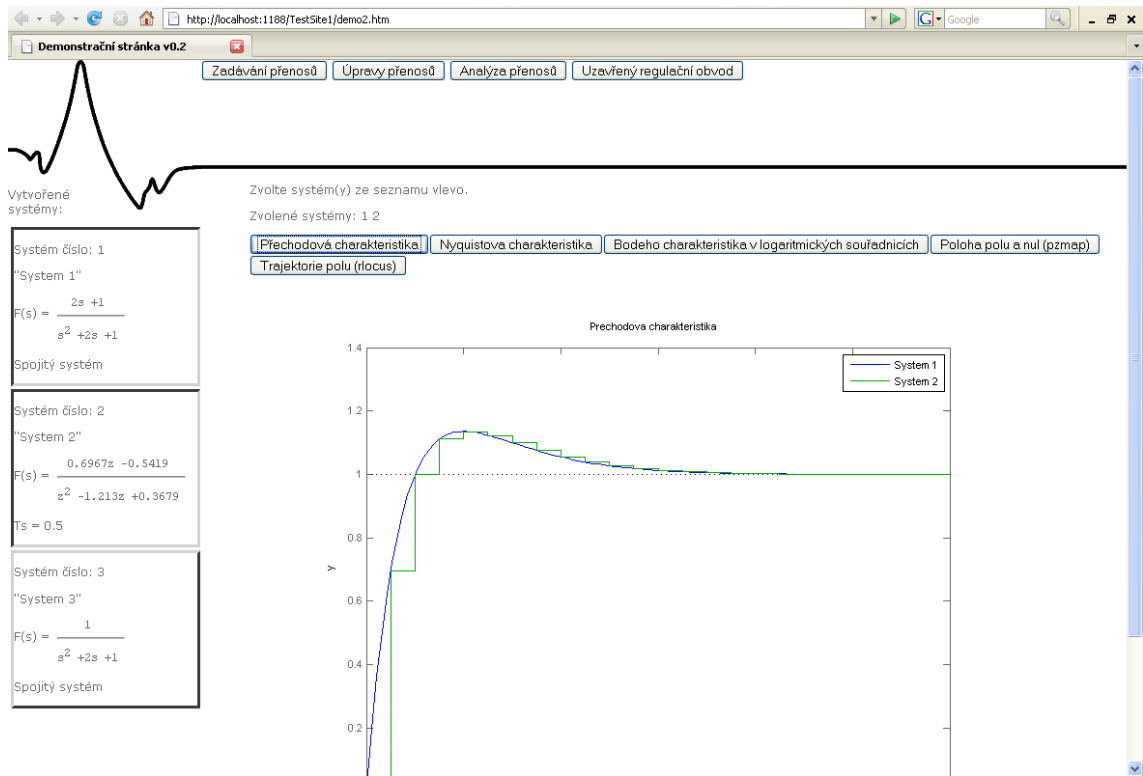 http://localhost:1188/TestSite1/demo2.htm
Google
Demonstrační stránka v0.2
Zadávání přenosů Úpravy přenosů Analýza přenosů Uzavřený regulační obvod
Vytvořené
systémy:
Systém číslo: 1
"System 1"
2s +1
F(s) =
s^2 +2s +1
Spojitý systém
Systém číslo: 2
"System 2"
0.6967z -0.5419
F(s) =
z^2 -1.213z +0.3679
Ts = 0.5
Systém číslo: 3
"System 3"
1
F(s) =
s^2 +2s +1
Spojitý systém
Zvolte systém(y) ze seznamu vlevo.
Zvolené systémy: 1 2
Přechodová charakteristika Nyquistova charakteristika Bodeho charakteristika v logaritmických souřadnicích Poloha polu a nul (pzmap)
Trajektorie polu (rlocus)
Prechodova charakteristika
System 1
System 2
1.4
1.2
1
0.8
y
0.6
0.4
0.2